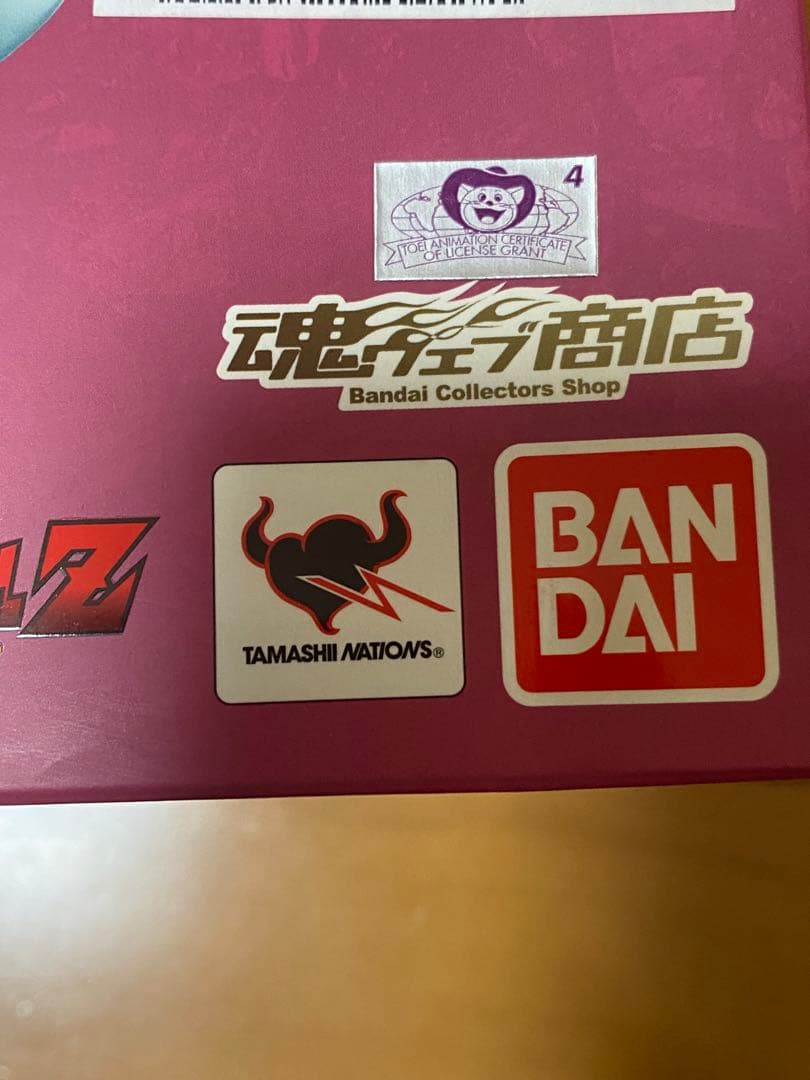 4
TOEI ANIMATION CERTIFICATE
OF LICENSE GRANT
魂ウェブ商店
Bandai Collectors Shop
Z
TAMASHII NATIONS®
BAN
DAI